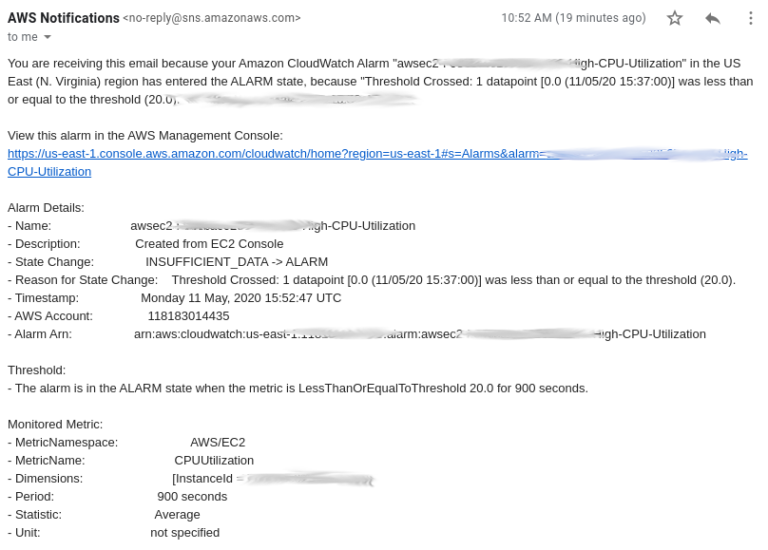 AWS Notifications <no-reply@sns.amazonaws.com> 10:52 AM (19 minutes ago)
to me
You are receiving this email because your Amazon CloudWatch Alarm "awsec2 High-CPU-Utilization" in the US
East (N. Virginia) region has entered the ALARM state, because "Threshold Crossed: 1 datapoint [0.0 (11/05/20 15:37:00)] was less than
or equal to the threshold (20.0).
View this alarm in the AWS Management Console:
https://us-east-1.console.aws.amazon.com/cloudwatch/home?region=us-east-1#s=Alarms&alarm= High-
CPU-Utilization
Alarm Details:
- Name: awsec2 High-CPU-Utilization
- Description: Created from EC2 Console
- State Change: INSUFFICIENT_DATA -> ALARM
- Reason for State Change: Threshold Crossed: 1 datapoint [0.0 (11/05/20 15:37:00)] was less than or equal to the threshold (20.0).
- Timestamp: Monday 11 May, 2020 15:52:47 UTC
- AWS Account: 118183014435
- Alarm Arn: arn:aws:cloudwatch:us-east-1: :alarm:awsec2 High-CPU-Utilization
Threshold:
- The alarm is in the ALARM state when the metric is LessThanOrEqualToThreshold 20.0 for 900 seconds.
Monitored Metric:
- MetricNamespace: AWS/EC2
- MetricName: CPUUtilization
- Dimensions: [InstanceId =
- Period: 900 seconds
- Statistic: Average
- Unit: not specified